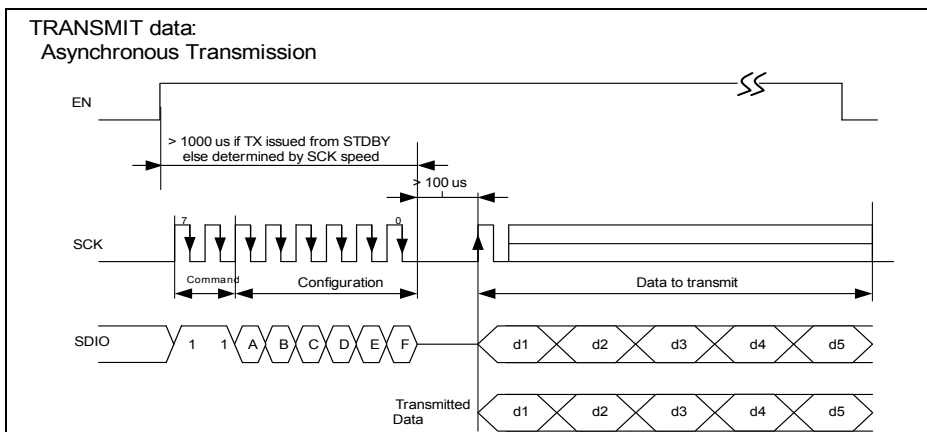 TRANSMIT data:
Asynchronous Transmission
EN
> 1000 us if TX issued from STDBY
else determined by SCK speed
> 100 us
7 0
SCK
Command Configuration Data to transmit
SDIO 1 1 A B C D E F d1 d2 d3 d4 d5
Transmitted
Data d1 d2 d3 d4 d5